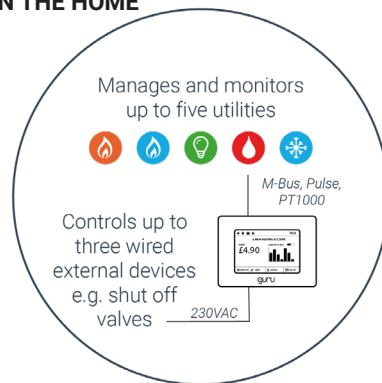 N THE HOME
Manages and monitors
up to five utilities
M-Bus, Pulse,
PT1000
Controls up to
three wired
external devices
e.g. shut off
valves
£4.90
guru
230VAC